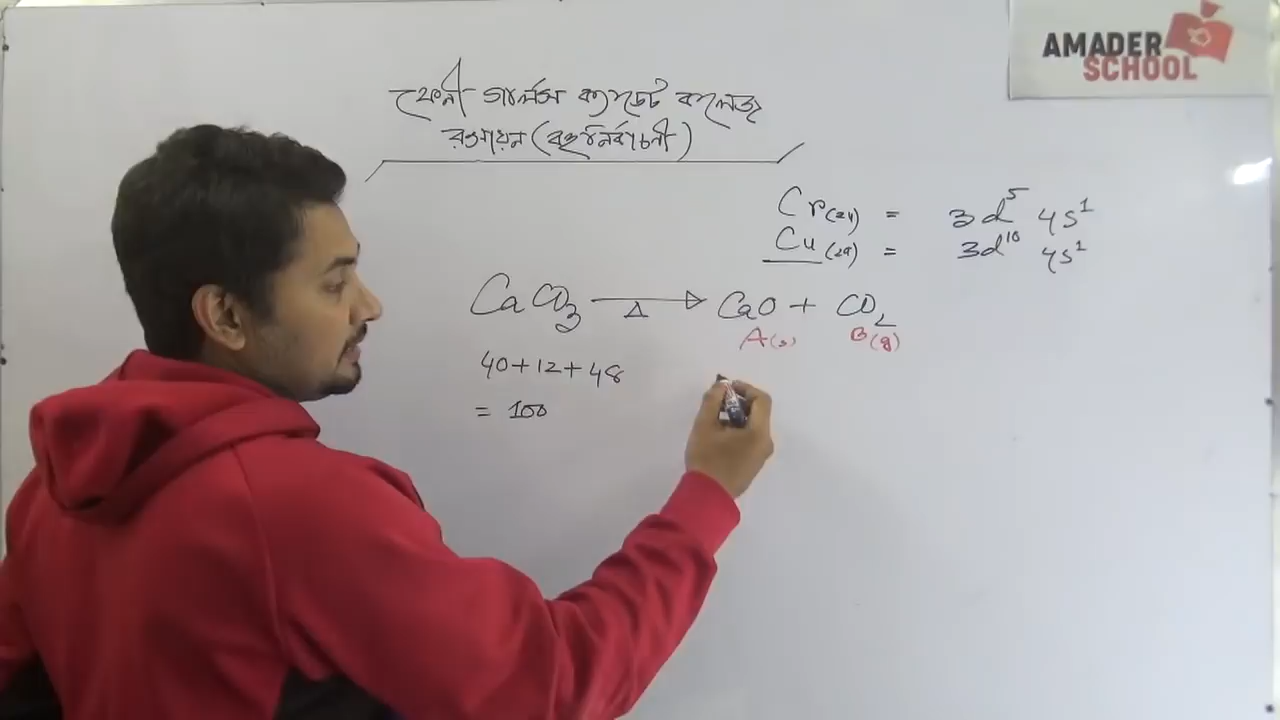 AMADER
SCHOOL
ফেনী গার্লস ক্যাডেট কলেজ
রসায়ন (বহুনির্বাচনী)
Cr(24) = 3d⁵ 4s¹
Cu(29) = 3d¹⁰ 4s¹
CaCO₃ —Δ→ CaO + CO₂
A(s) B(g)
40+12+48
= 100